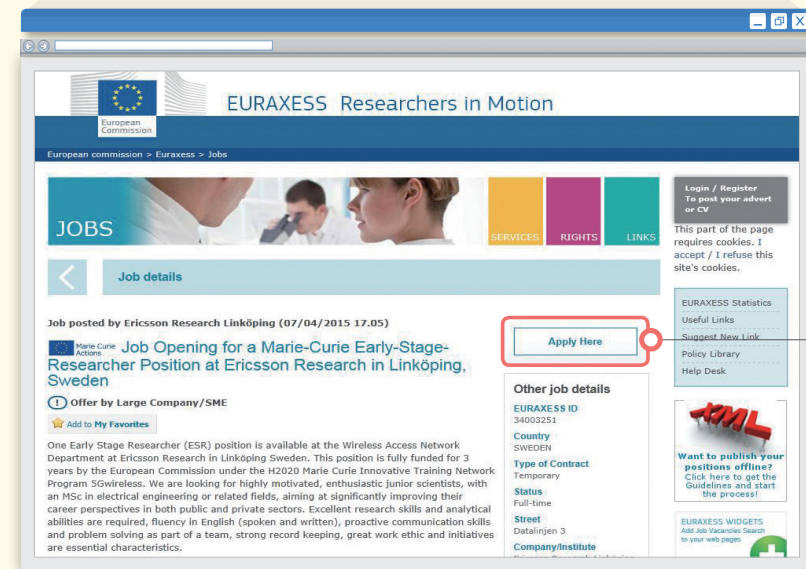 EURAXESS Researchers in Motion
European
Commission
European commission > Euraxess > Jobs
JOBS
SERVICES
RIGHTS
LINKS
Login / Register
To post your advert
or CV
This part of the page
requires cookies. I
accept / I refuse this
site's cookies.
Job details
Job posted by Ericsson Research Linköping (07/04/2015 17.05)
Marie Curie
Actions
Job Opening for a Marie-Curie Early-Stage-
Researcher Position at Ericsson Research in Linköping,
Sweden
! Offer by Large Company/SME
Add to My Favorites
One Early Stage Researcher (ESR) position is available at the Wireless Access Network
Department at Ericsson Research in Linköping Sweden. This position is fully funded for 3
years by the European Commission under the H2020 Marie Curie Innovative Training Network
Program 5Gwireless. We are looking for highly motivated, enthusiastic junior scientists, with
an MSc in electrical engineering or related fields, aiming at significantly improving their
career perspectives in both public and private sectors. Excellent research skills and analytical
abilities are required, fluency in English (spoken and written), proactive communication skills
and problem solving as part of a team, strong record keeping, great work ethic and initiatives
are essential characteristics.
Apply Here
Other job details
EURAXESS ID
34003251
Country
SWEDEN
Type of Contract
Temporary
Status
Full-time
Street
Datalinjen 3
Company/Institute
EURAXESS Statistics
Useful Links
Suggest New Link
Policy Library
Help Desk
XML
Want to publish your
positions offline?
Click here to get the
Guidelines and start
the process!
EURAXESS WIDGETS
Add Job Vacancies Search
to your web pages